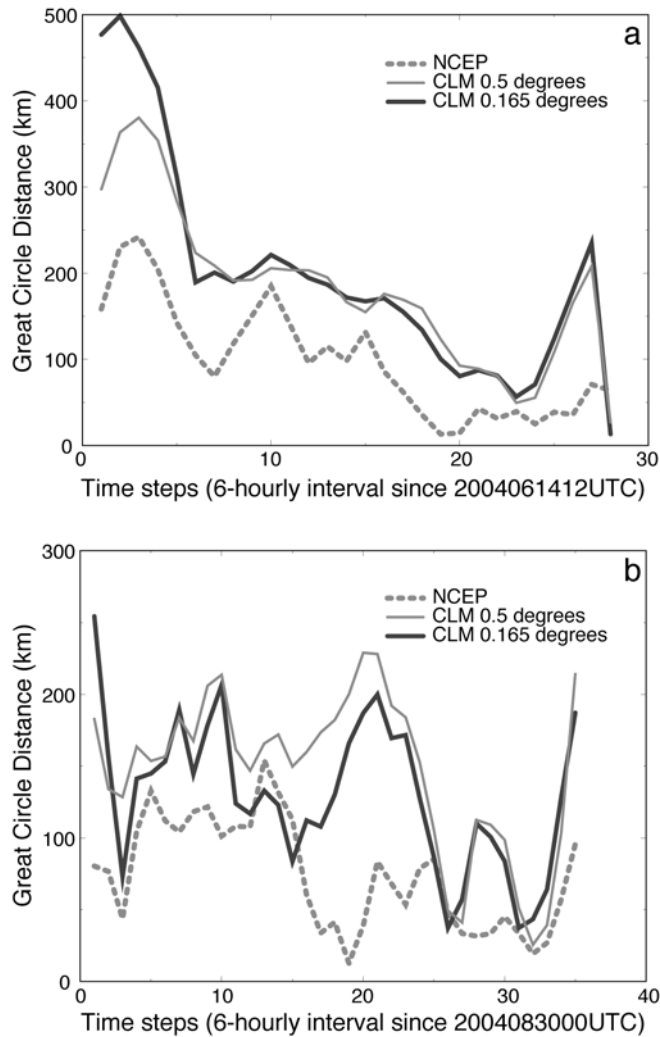 a
NCEP
CLM 0.5 degrees
CLM 0.165 degrees
Great Circle Distance (km)
500
400
300
200
100
0
0 10 20 30
Time steps (6-hourly interval since 2004061412UTC)
b
NCEP
CLM 0.5 degrees
CLM 0.165 degrees
Great Circle Distance (km)
300
200
100
0
0 10 20 30 40
Time steps (6-hourly interval since 2004083000UTC)